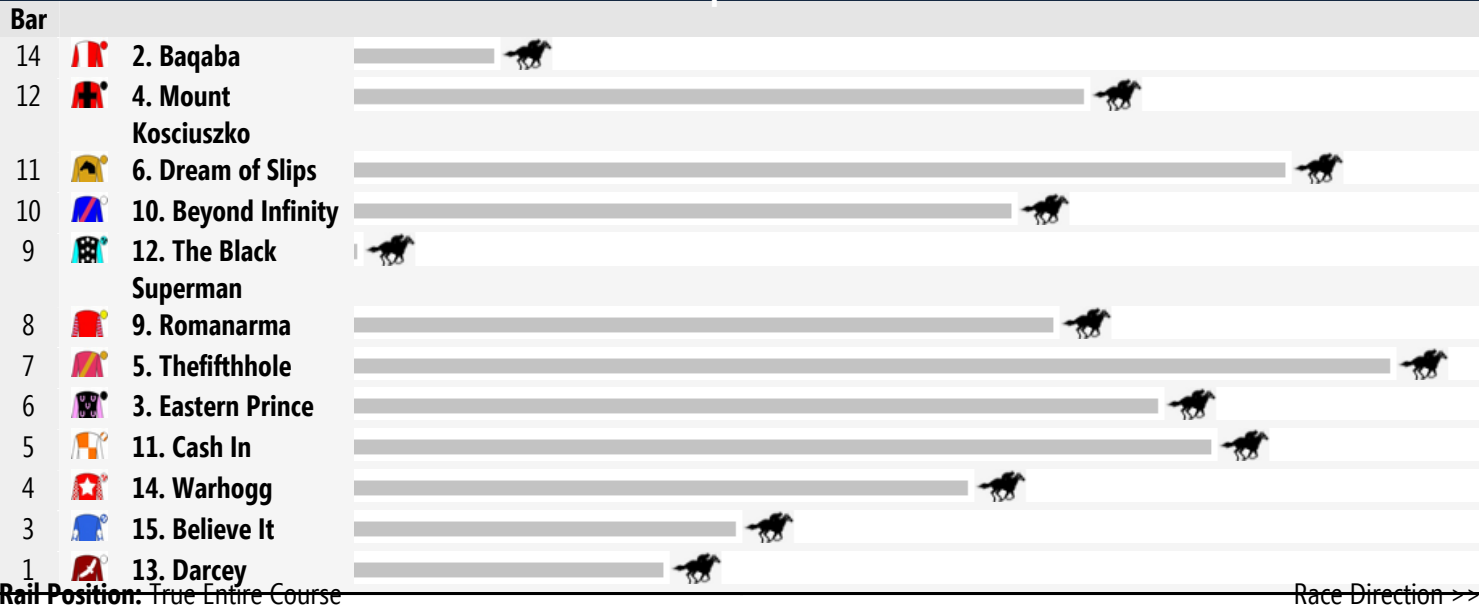 Bar
14 2. Baqaba
12 4. Mount
Kosciuszko
11 6. Dream of Slips
10 10. Beyond Infinity
9 12. The Black
Superman
8 9. Romanarma
7 5. Thefifthhole
6 3. Eastern Prince
5 11. Cash In
4 14. Warhogg
3 15. Believe It
1 13. Darcey
Rail Position: True Entire Course Race Direction >>